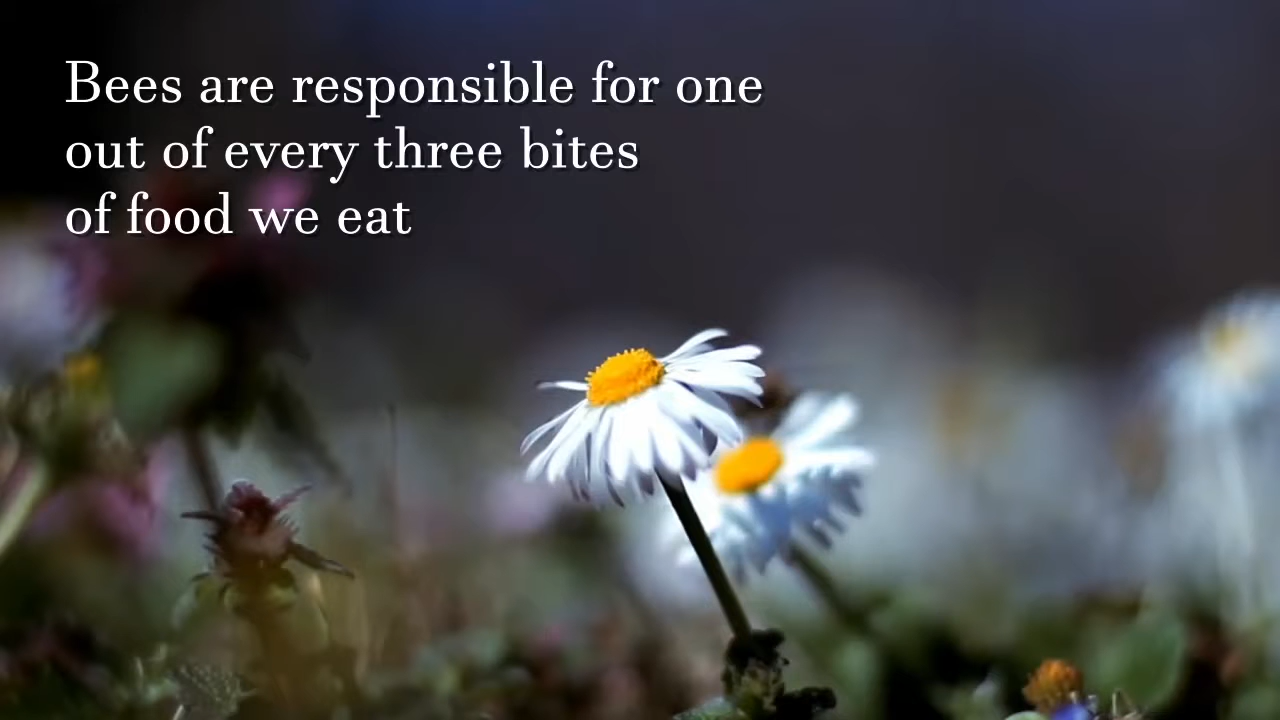 Bees are responsible for one
out of every three bites
of food we eat